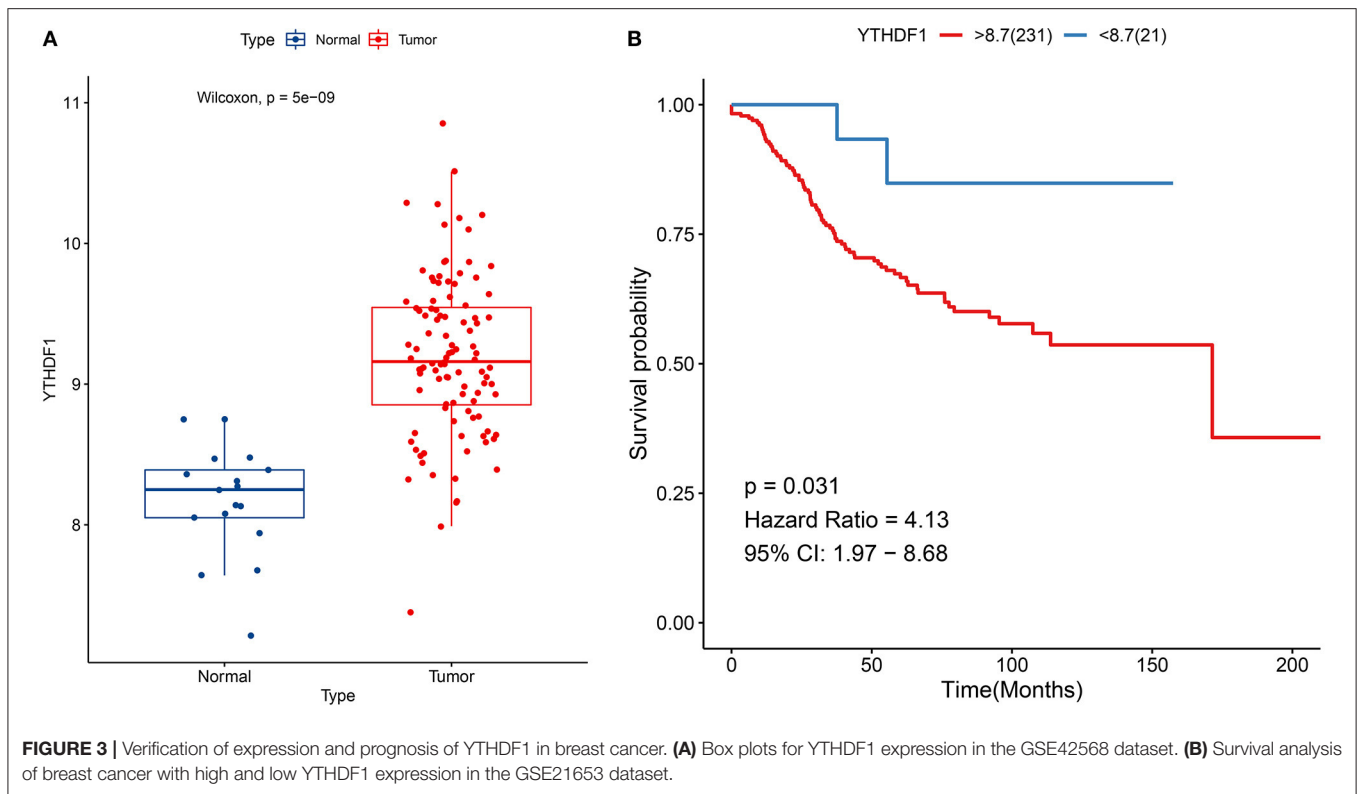 A
Type Normal Tumor
Wilcoxon, p = 5e−09
11
10
9
8
YTHDF1
Normal Tumor
Type
B
YTHDF1 >8.7(231) <8.7(21)
1.00
0.75
0.50
0.25
0.00
Survival probability
p = 0.031
Hazard Ratio = 4.13
95% CI: 1.97 − 8.68
0 50 100 150 200
Time(Months)
FIGURE 3 | Verification of expression and prognosis of YTHDF1 in breast cancer. (A) Box plots for YTHDF1 expression in the GSE42568 dataset. (B) Survival analysis
of breast cancer with high and low YTHDF1 expression in the GSE21653 dataset.